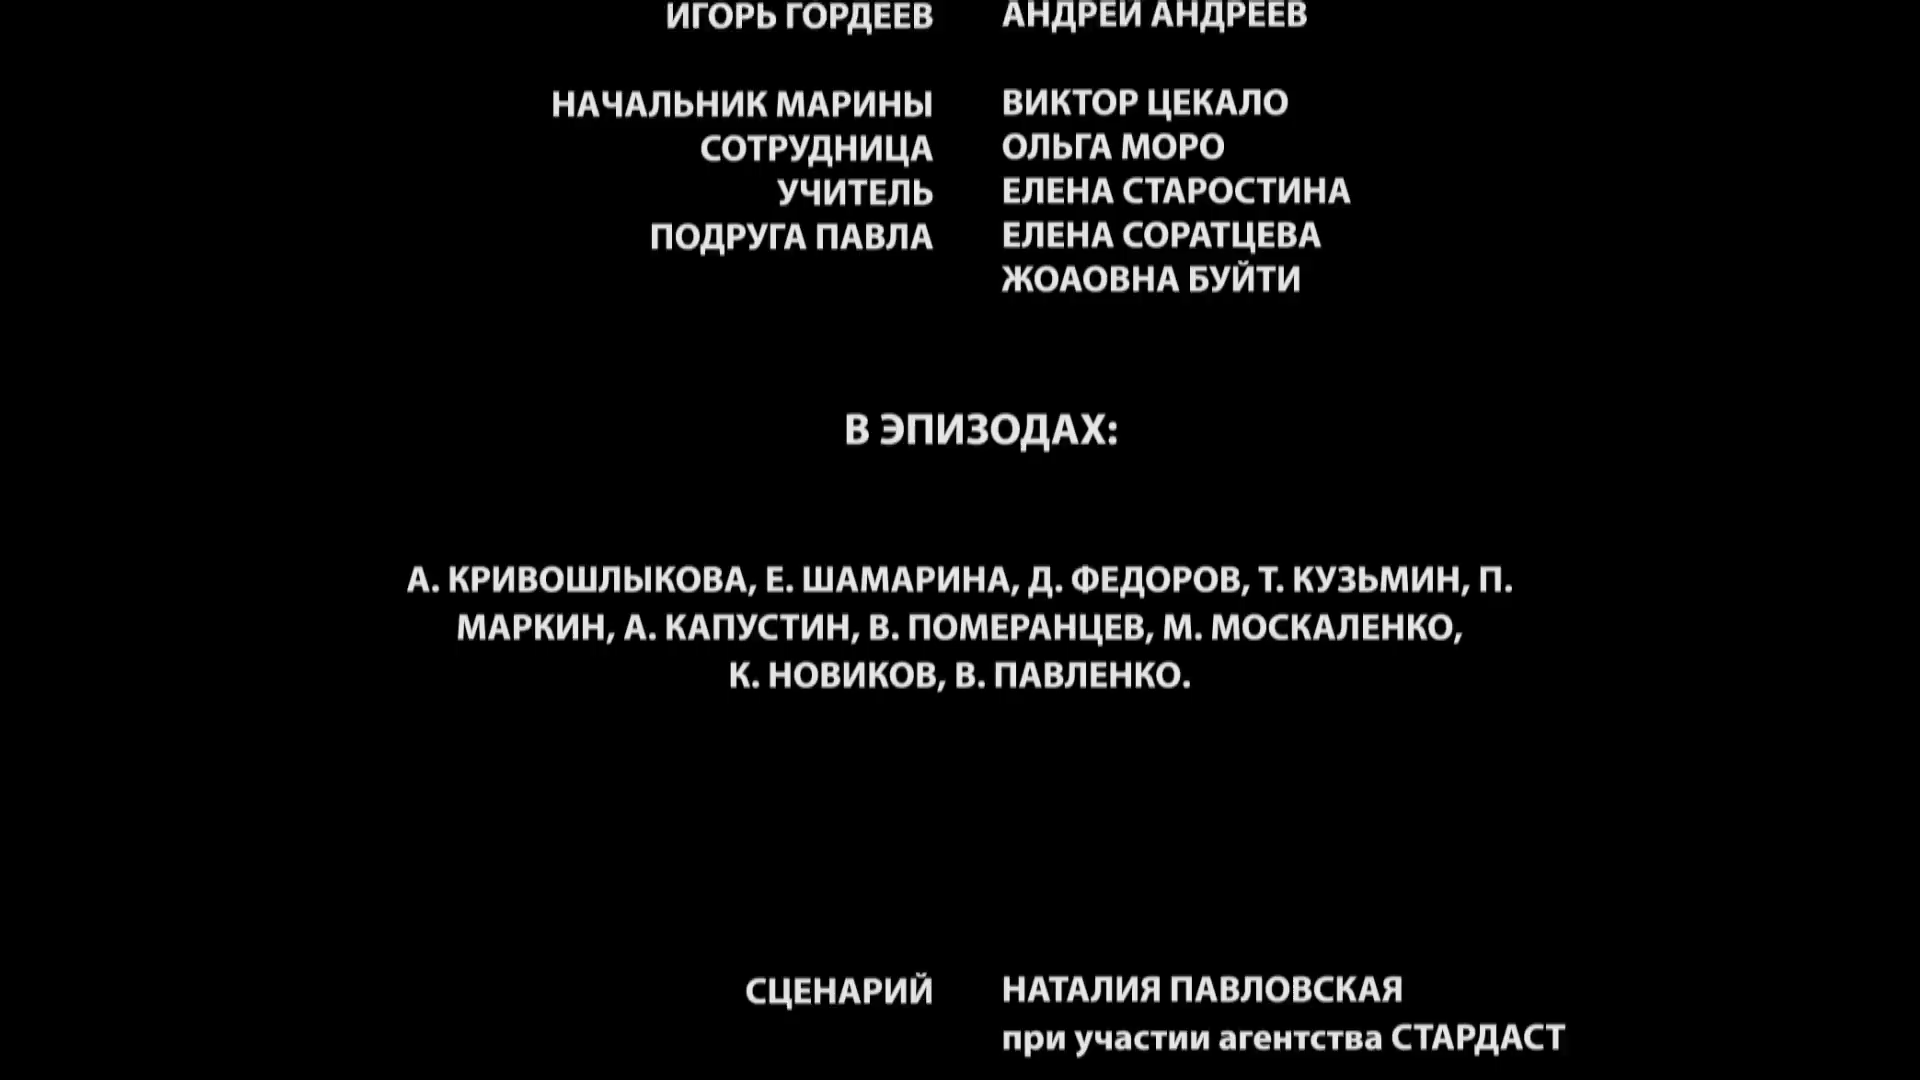 ИГОРЬ ГОРДЕЕВ АНДРЕЙ АНДРЕЕВ
НАЧАЛЬНИК МАРИНЫ ВИКТОР ЦЕКАЛО
СОТРУДНИЦА ОЛЬГА МОРО
УЧИТЕЛЬ ЕЛЕНА СТАРОСТИНА
ПОДРУГА ПАВЛА ЕЛЕНА СОРАТЦЕВА
ЖОАОВНА БУЙТИ
В ЭПИЗОДАХ:
А. КРИВОШЛЫКОВА, Е. ШАМАРИНА, Д. ФЕДОРОВ, Т. КУЗЬМИН, П.
МАРКИН, А. КАПУСТИН, В. ПОМЕРАНЦЕВ, М. МОСКАЛЕНКО,
К. НОВИКОВ, В. ПАВЛЕНКО.
СЦЕНАРИЙ НАТАЛИЯ ПАВЛОВСКАЯ
при участии агентства СТАРДАСТ